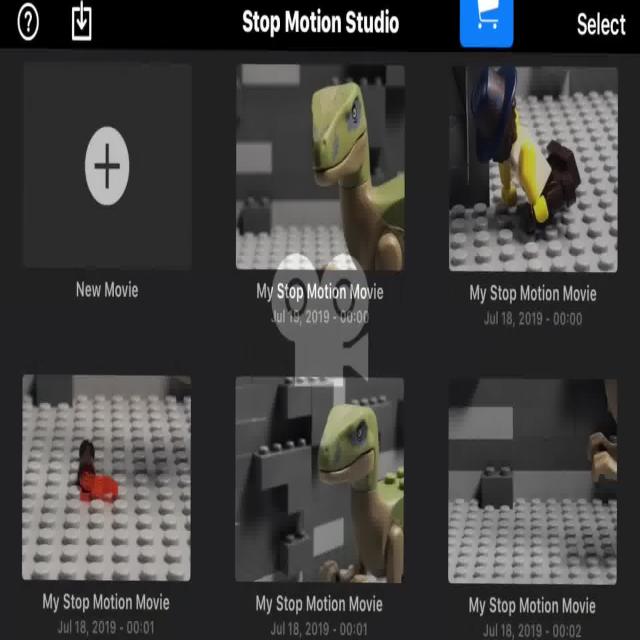 Stop Motion Studio
Select
New Movie
My Stop Motion Movie
Jul 19, 2019 - 00:00
My Stop Motion Movie
Jul 18, 2019 - 00:00
My Stop Motion Movie
Jul 18, 2019 - 00:01
My Stop Motion Movie
Jul 18, 2019 - 00:01
My Stop Motion Movie
Jul 18, 2019 - 00:02